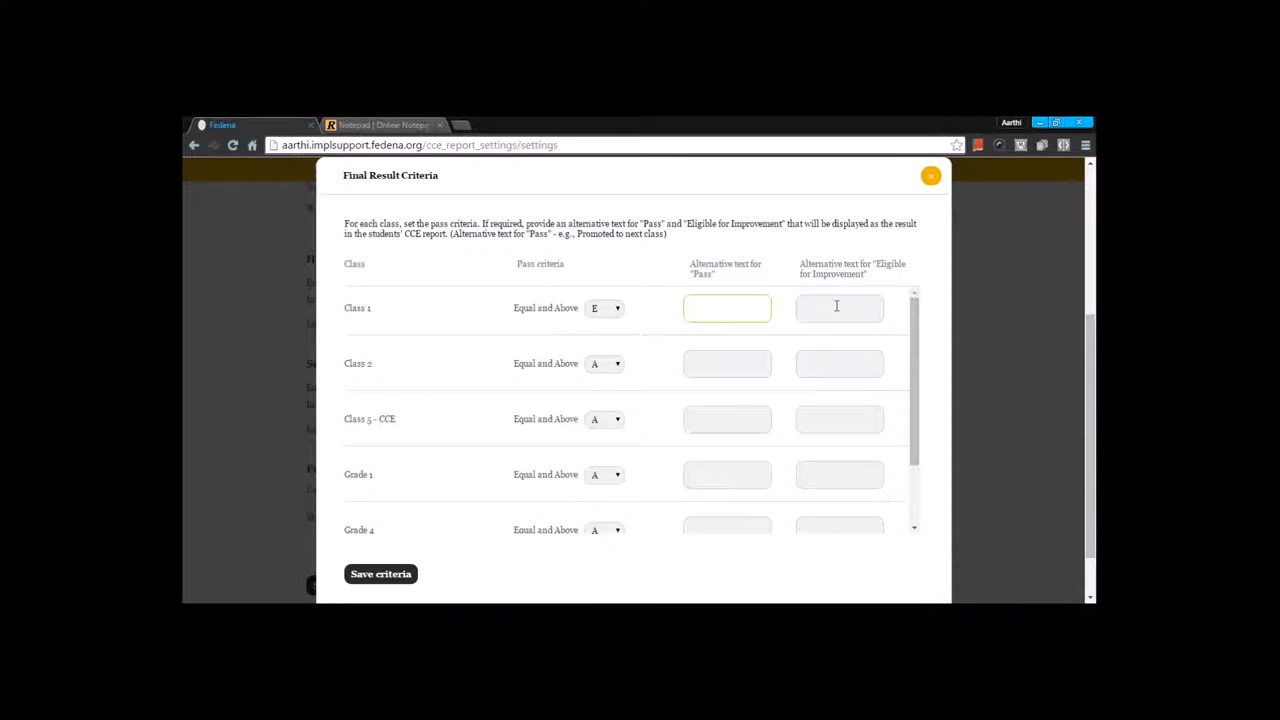 Fedena
Notepad | Online Notepa
Aarthi
aarthi.implsupport.fedena.org/cce_report_settings/settings
Final Result Criteria
For each class, set the pass criteria. If required, provide an alternative text for "Pass" and "Eligible for Improvement" that will be displayed as the result
in the students' CCE report. (Alternative text for "Pass" - e.g., Promoted to next class)
Class
Pass criteria
Alternative text for
"Pass"
Alternative text for "Eligible
for Improvement"
Class 1
Equal and Above
E
Class 2
Equal and Above
A
Class 5 - CCE
Equal and Above
A
Grade 1
Equal and Above
A
Grade 4
Equal and Above
A
Save criteria